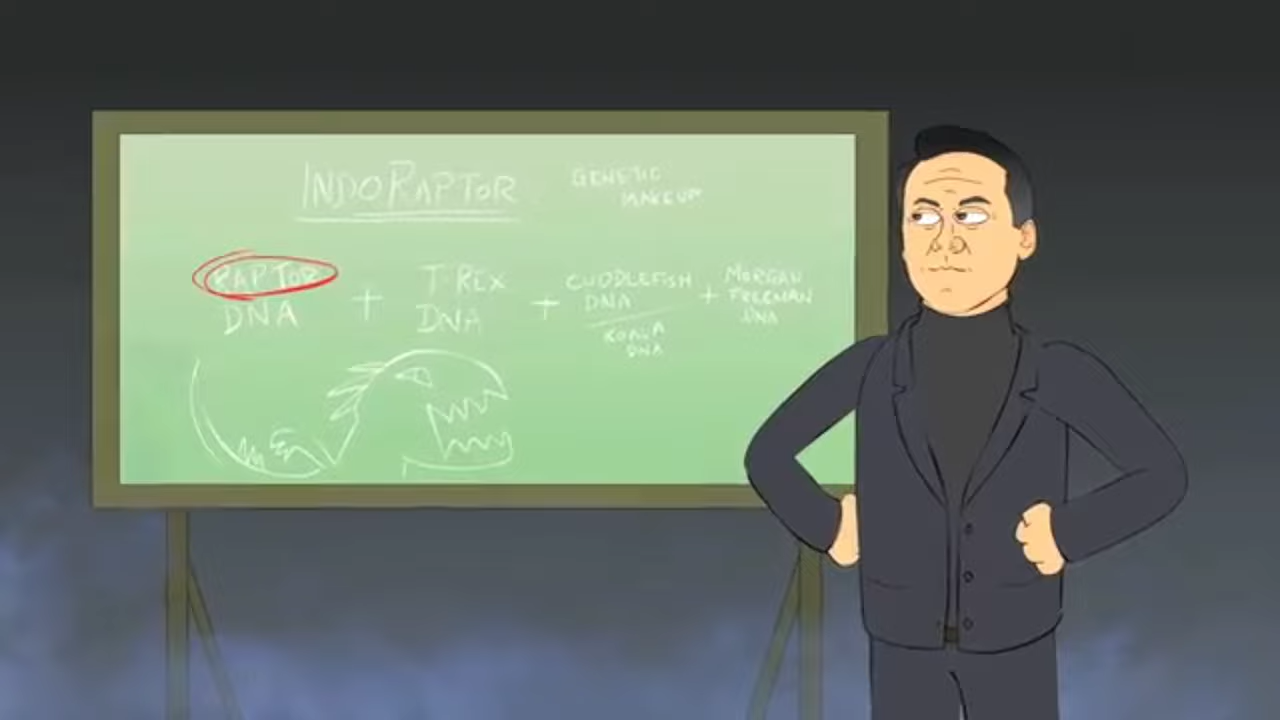 INDORAPTOR
GENETIC
MAKEUP
RAPTOR
DNA
+
T-REX
DNA
+
CUDDLEFISH
DNA
KOALA
DNA
+
MORGAN
FREEMAN
DNA